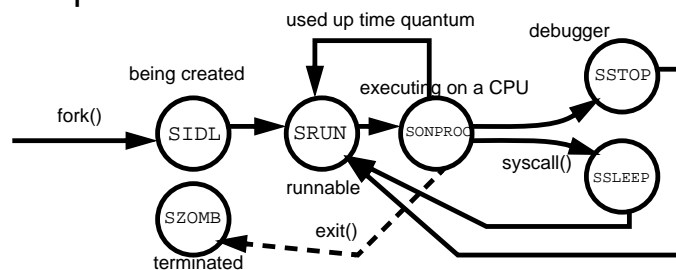 used up time quantum
debugger
being created
executing on a CPU
SSTOP
fork()
SIDL
SRUN
SONPROC
syscall()
SSLEEP
runnable
SZOMB
exit()
terminated